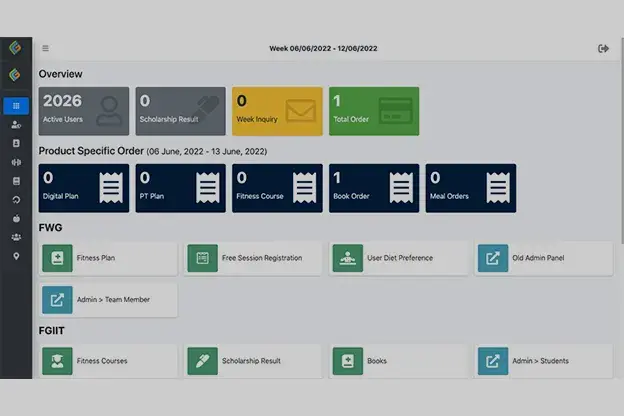 Week 06/06/2022 - 12/06/2022
Overview
2026
Active Users
0
Scholarship Result
0
Week Inquiry
1
Total Order
Product Specific Order (06 June, 2022 - 13 June, 2022)
0
Digital Plan
0
PT Plan
0
Fitness Course
1
Book Order
0
Meal Orders
FWG
Fitness Plan
Free Session Registration
User Diet Preference
Old Admin Panel
Admin > Team Member
FGIIT
Fitness Courses
Scholarship Result
Books
Admin > Students